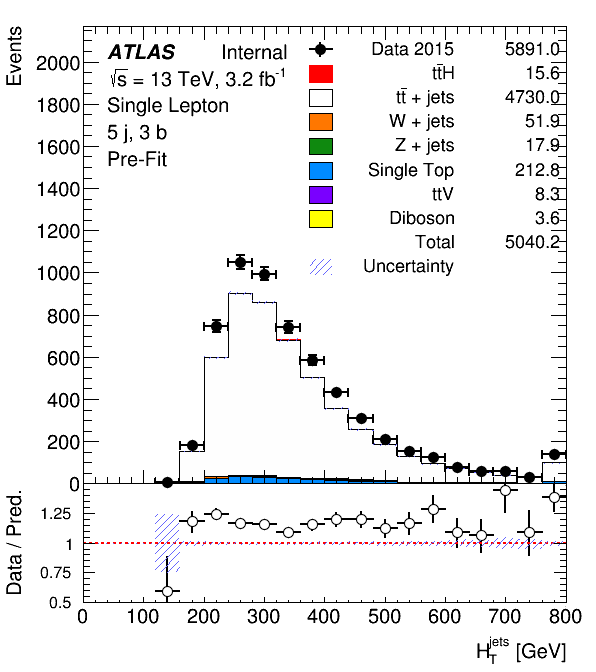 Events
ATLAS Internal
√s = 13 TeV, 3.2 fb⁻¹
Single Lepton
5 j, 3 b
Pre-Fit
Data 2015 5891.0
tt̄H 15.6
tt̄ + jets 4730.0
W + jets 51.9
Z + jets 17.9
Single Top 212.8
ttV 8.3
Diboson 3.6
Total 5040.2
Uncertainty
2000
1800
1600
1400
1200
1000
800
600
400
200
0
Data / Pred.
1.25
1
0.75
0.5
0 100 200 300 400 500 600 700 800
H_T^jets [GeV]